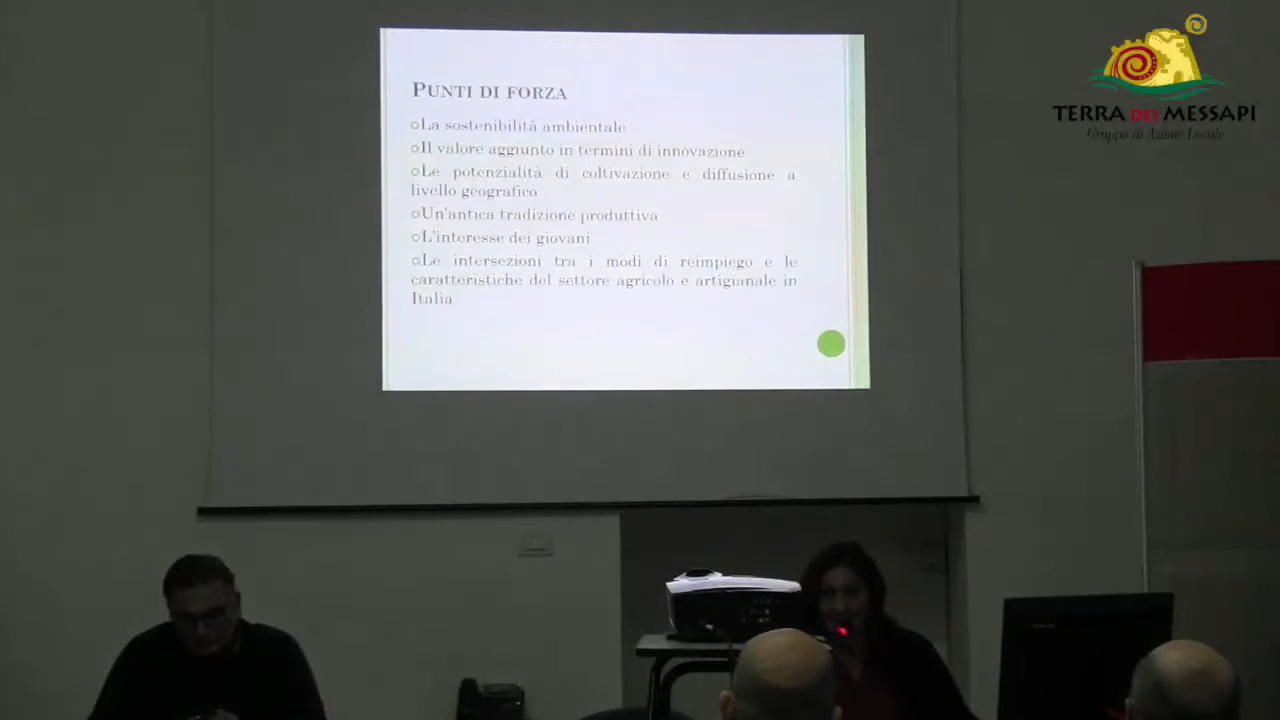 PUNTI DI FORZA
La sostenibilità ambientale
Il valore aggiunto in termini di innovazione
Le potenzialità di coltivazione e diffusione a
livello geografico
Un'antica tradizione produttiva
L'interesse dei giovani
Le intersezioni tra i modi di reimpiego e le
caratteristiche del settore agricolo e artigianale in
Italia
TERRA DEI MESSAPI
Gruppo di Azione Locale